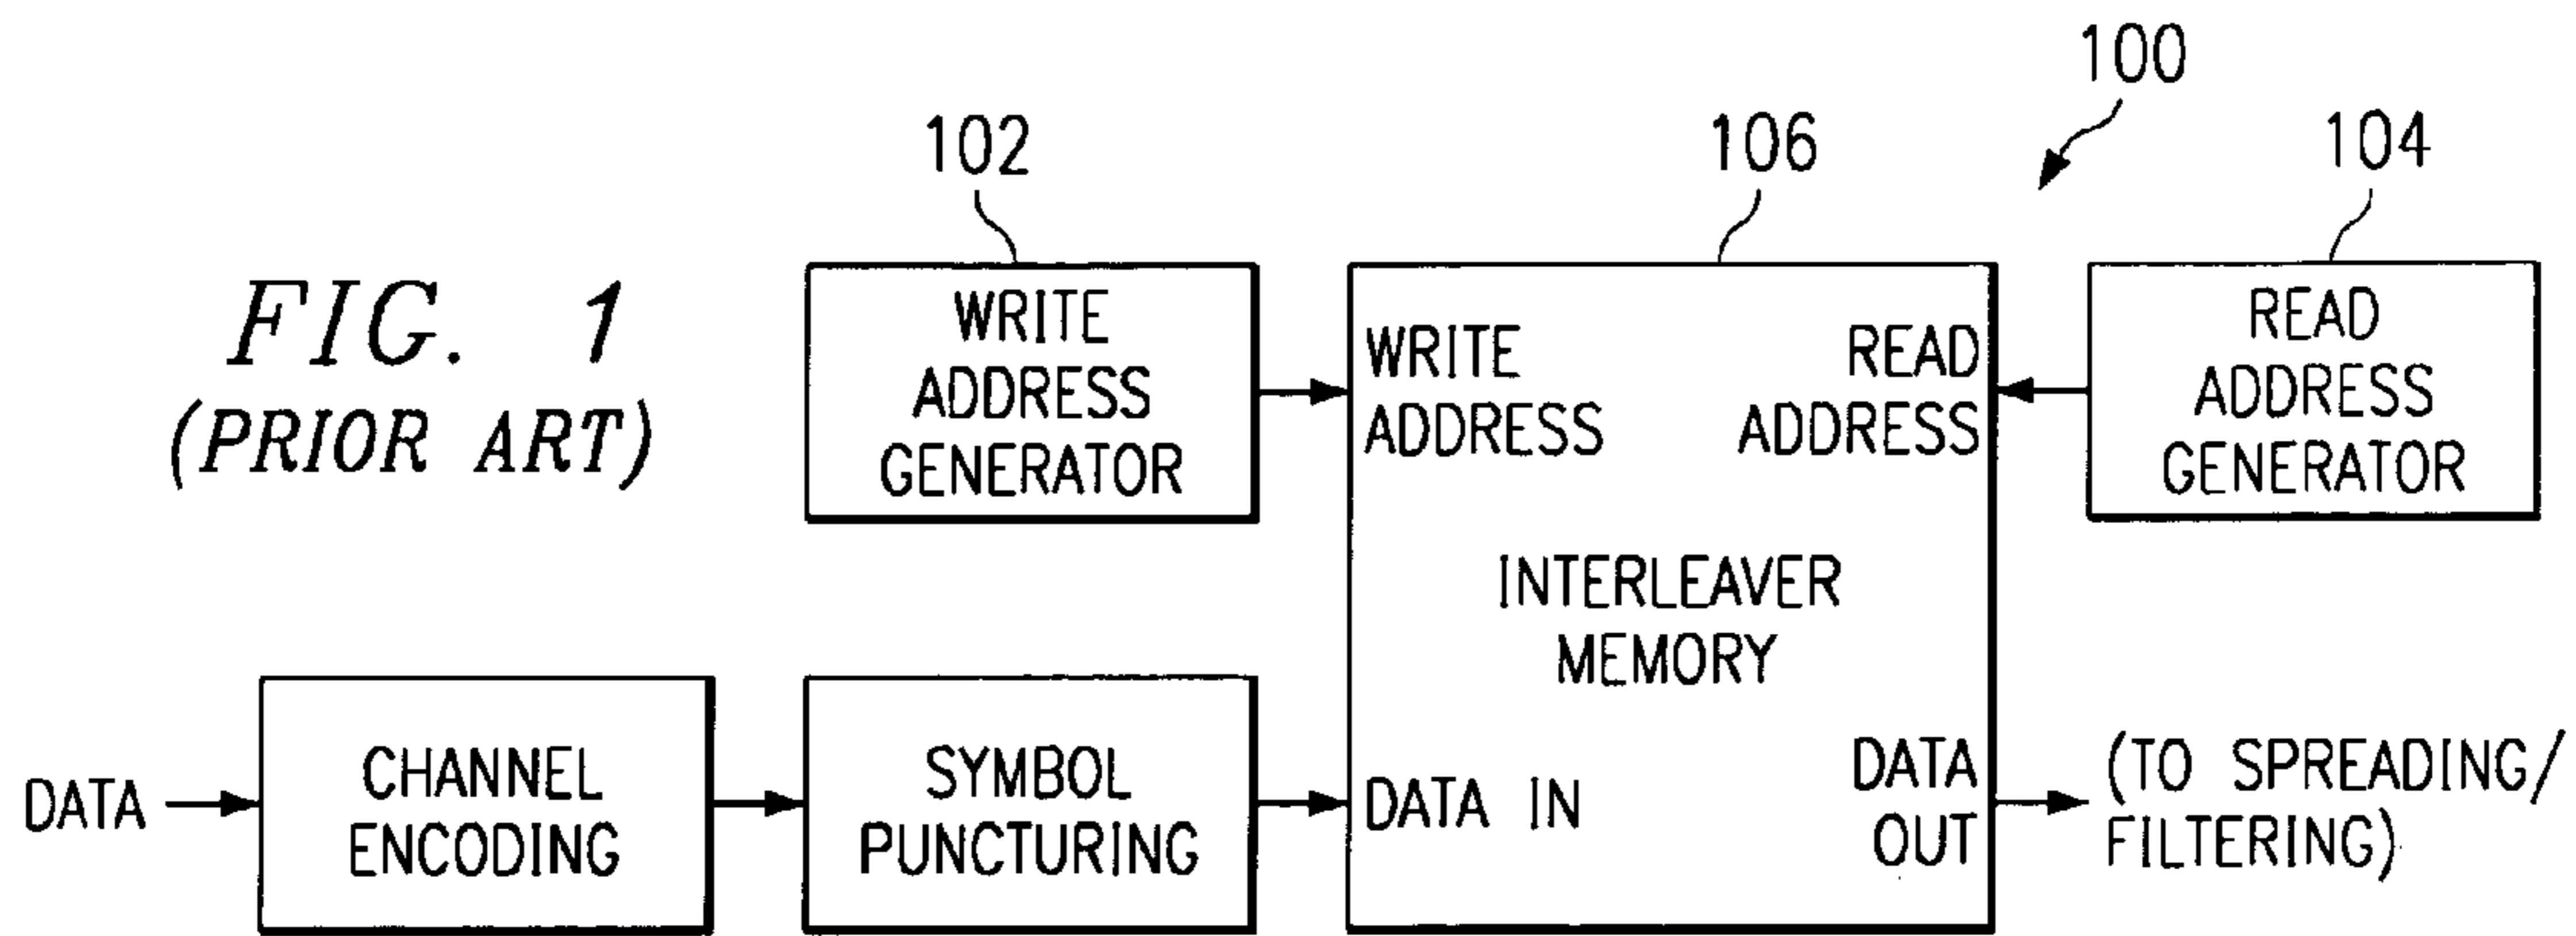 100
102
106
104
FIG. 1
(PRIOR ART)
WRITE
ADDRESS
GENERATOR
WRITE
ADDRESS
READ
ADDRESS
READ
ADDRESS
GENERATOR
INTERLEAVER
MEMORY
DATA
CHANNEL
ENCODING
SYMBOL
PUNCTURING
DATA IN
DATA
OUT
(TO SPREADING/
FILTERING)